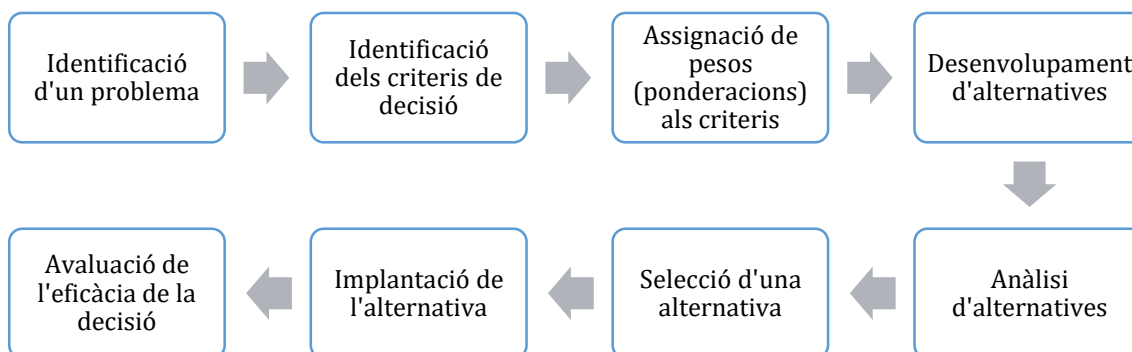 Identificació
d'un problema
Identificació
dels criteris de
decisió
Assignació de
pesos
(ponderacions)
als criteris
Desenvolupament
d'alternatives
Anàlisi
d'alternatives
Selecció d'una
alternativa
Implantació de
l'alternativa
Avaluació de
l'eficàcia de la
decisió